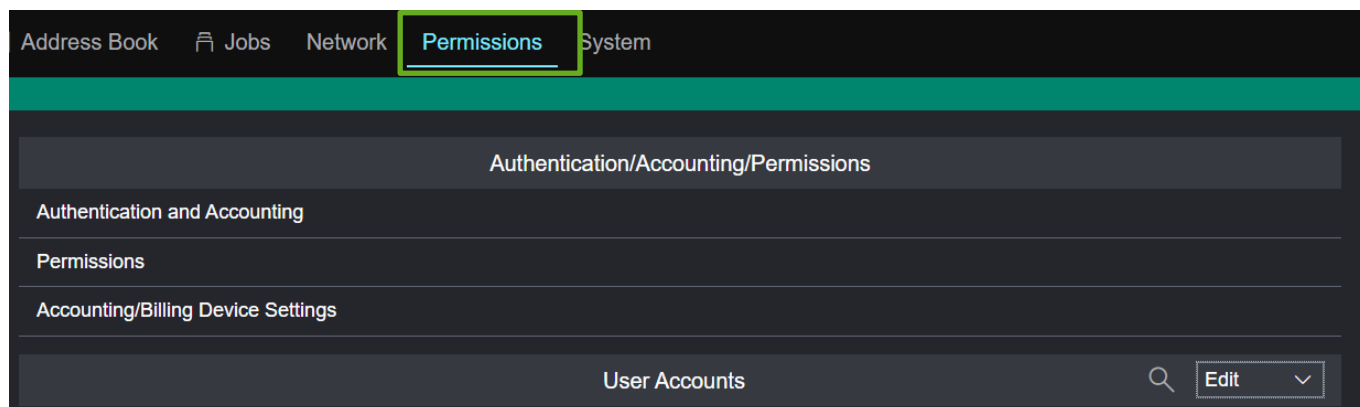 Address Book Jobs Network Permissions System
Authentication/Accounting/Permissions
Authentication and Accounting
Permissions
Accounting/Billing Device Settings
User Accounts Edit